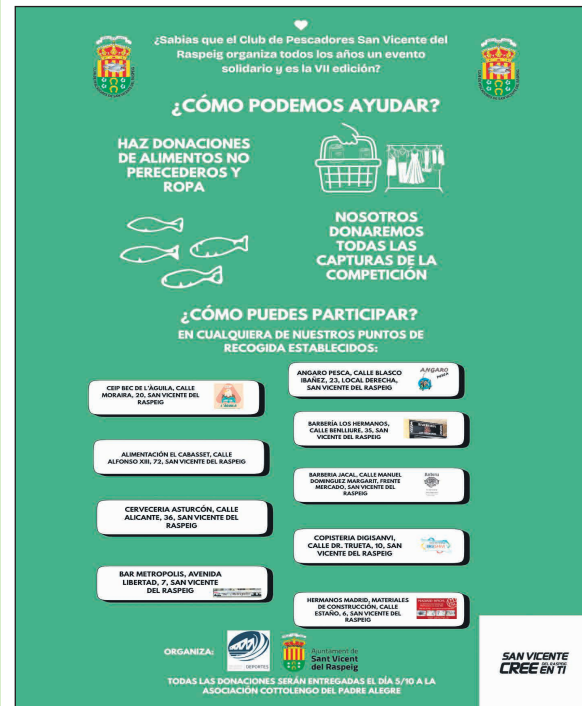 ¿Sabias que el Club de Pescadores San Vicente del
Raspeig organiza todos los años un evento
solidario y es la VII edición?
¿CÓMO PODEMOS AYUDAR?
HAZ DONACIONES
DE ALIMENTOS NO
PERECEDEROS Y
ROPA
NOSOTROS
DONAREMOS
TODAS LAS
CAPTURAS DE LA
COMPETICIÓN
¿CÓMO PUEDES PARTICIPAR?
EN CUALQUIERA DE NUESTROS PUNTOS DE
RECOGIDA ESTABLECIDOS:
CEIP BEC DE L'ÀGUILA, CALLE
MORAIRA, 20, SAN VICENTE DEL
RASPEIG
ALIMENTACIÓN EL CABASSET, CALLE
ALFONSO XIII, 72, SAN VICENTE DEL RASPEIG
CERVECERIA ASTURCÓN, CALLE
ALICANTE, 36, SAN VICENTE DEL
RASPEIG
BAR METROPOLIS, AVENIDA
LIBERTAD, 7, SAN VICENTE
DEL RASPEIG
ANGARO PESCA, CALLE BLASCO
IBAÑEZ, 23, LOCAL DERECHA,
SAN VICENTE DEL RASPEIG
ANGARO
PESCA
BARBERÍA LOS HERMANOS,
CALLE BENLLIURE, 35, SAN
VICENTE DEL RASPEIG
BARBERIA JACAL, CALLE MANUEL
DOMINGUEZ MARGARIT, FRENTE
MERCADO, SAN VICENTE DEL
RASPEIG
COPISTERIA DIGISANVI,
CALLE DR. TRUETA, 10, SAN
VICENTE DEL RASPEIG
HERMANOS MADRID, MATERIALES
DE CONSTRUCCIÓN, CALLE
ESTAÑO, 6, SAN VICENTE DEL
RASPEIG
ORGANIZA:
DEPORTES
Ajuntament de
Sant Vicent
del Raspeig
TODAS LAS DONACIONES SERÁN ENTREGADAS EL DÍA 5/10 A LA
ASOCIACIÓN COTTOLENGO DEL PADRE ALEGRE
SAN VICENTE
CREE DEL RASPEIG EN TI